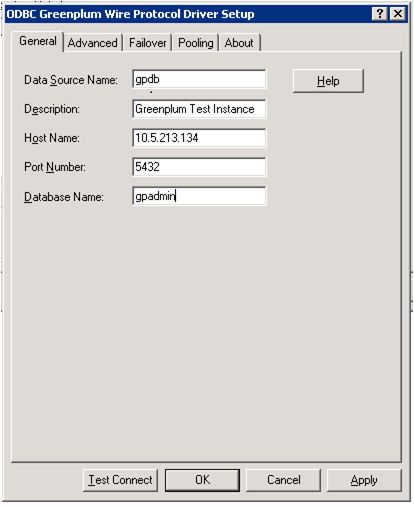 ODBC Greenplum Wire Protocol Driver Setup
General Advanced Failover Pooling About
Data Source Name: gpdb Help
Description: Greenplum Test Instance
Host Name: 10.5.213.134
Port Number: 5432
Database Name: gpadmin
Test Connect OK Cancel Apply